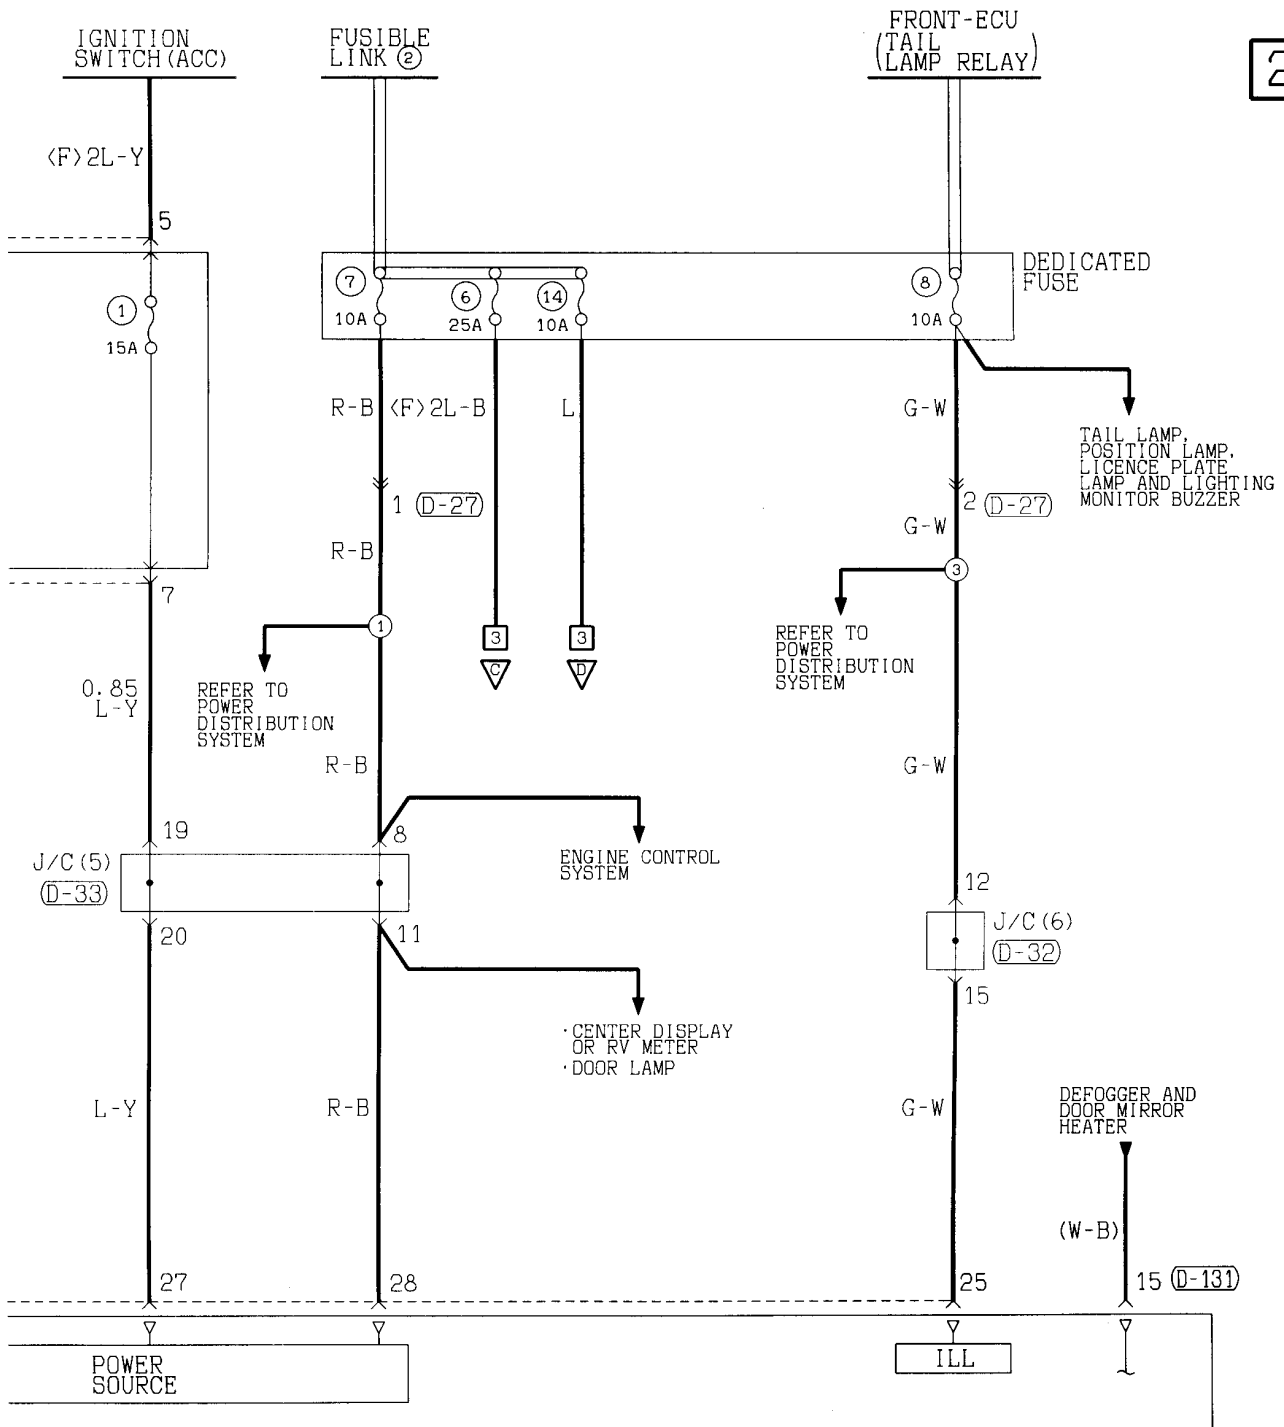 IGNITION
SWITCH(ACC)
FUSIBLE
LINK ②
FRONT-ECU
(TAIL
LAMP RELAY)
2
<F>2L-Y
5
DEDICATED
FUSE
1
15A
7
10A
6
25A
14
10A
8
10A
R-B
<F>2L-B
L
G-W
TAIL LAMP,
POSITION LAMP,
LICENCE PLATE
LAMP AND LIGHTING
MONITOR BUZZER
1 (D-27)
2 (D-27)
R-B
G-W
7
1
3
3
3
C
D
REFER TO
POWER
DISTRIBUTION
SYSTEM
REFER TO
POWER
DISTRIBUTION
SYSTEM
0.85
L-Y
R-B
G-W
19
8
J/C(5)
(D-33)
ENGINE CONTROL
SYSTEM
12
J/C(6)
(D-32)
20
11
15
·CENTER DISPLAY
OR RV METER
·DOOR LAMP
L-Y
R-B
G-W
DEFOGGER AND
DOOR MIRROR
HEATER
(W-B)
27
28
25
15 (D-131)
POWER
SOURCE
ILL